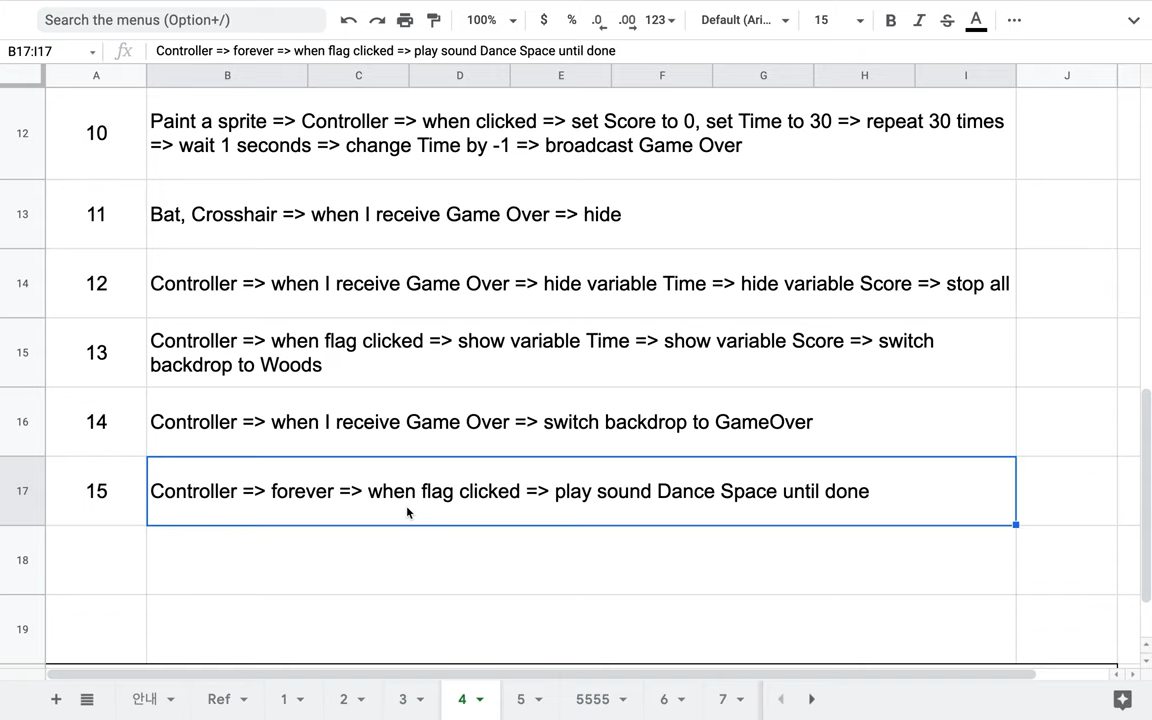 Search the menus (Option+/)
100%
$
%
.0
.00
123
Default (Ari...
15
B
I
S
A
B17:I17
fx
Controller => forever => when flag clicked => play sound Dance Space until done
A B C D E F G H I J
12
10
Paint a sprite => Controller => when clicked => set Score to 0, set Time to 30 => repeat 30 times
=> wait 1 seconds => change Time by -1 => broadcast Game Over
13
11
Bat, Crosshair => when I receive Game Over => hide
14
12
Controller => when I receive Game Over => hide variable Time => hide variable Score => stop all
15
13
Controller => when flag clicked => show variable Time => show variable Score => switch
backdrop to Woods
16
14
Controller => when I receive Game Over => switch backdrop to GameOver
17
15
Controller => forever => when flag clicked => play sound Dance Space until done
18
19
안내
Ref
1
2
3
4
5
5555
6
7